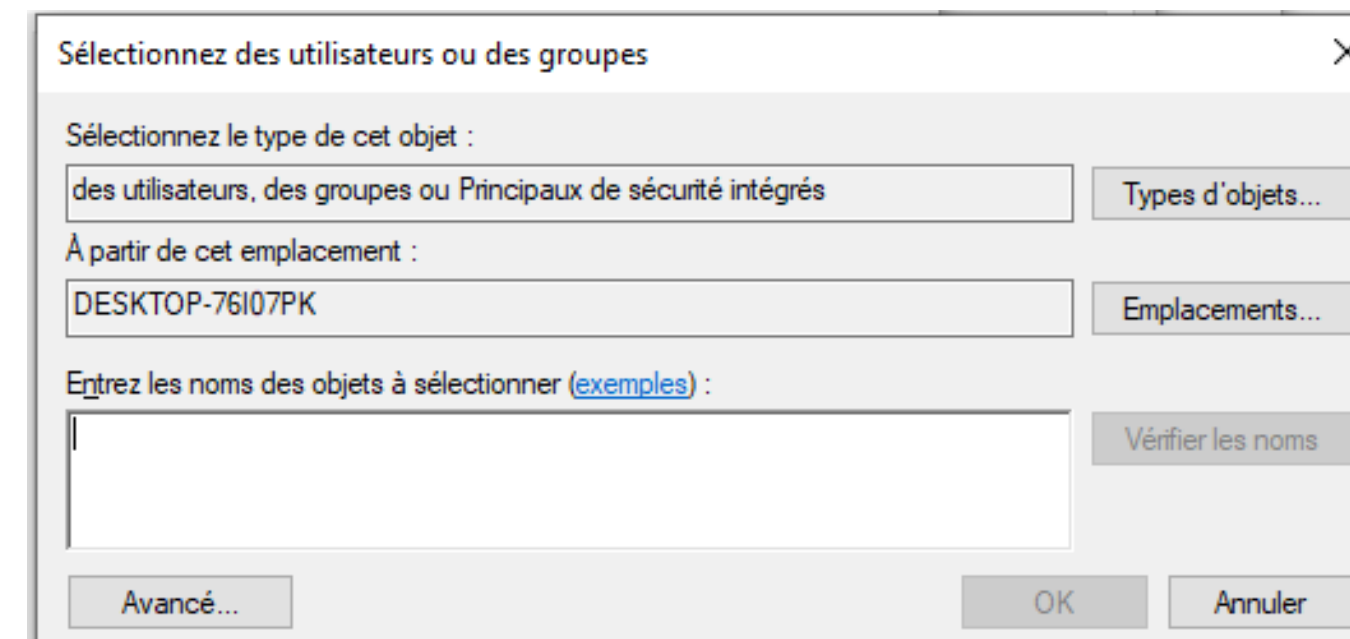 Sélectionnez des utilisateurs ou des groupes
Sélectionnez le type de cet objet :
des utilisateurs, des groupes ou Principaux de sécurité intégrés
Types d'objets...
À partir de cet emplacement :
DESKTOP-76I07PK
Emplacements...
Entrez les noms des objets à sélectionner (exemples) :
Vérifier les noms
Avancé...
OK
Annuler